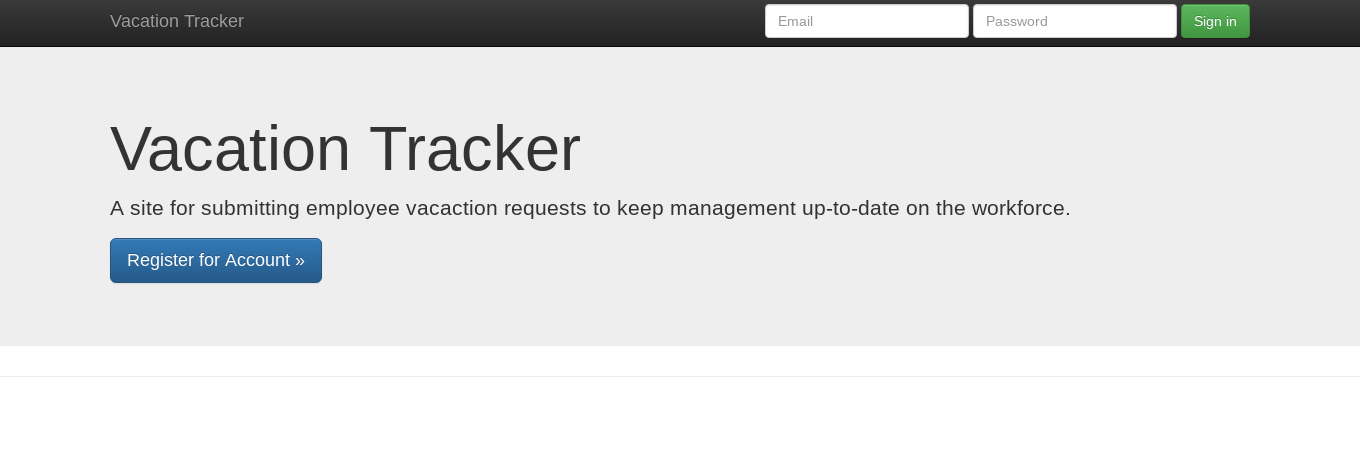 Vacation Tracker
Email
Password
Sign in
Vacation Tracker
A site for submitting employee vacaction requests to keep management up-to-date on the workforce.
Register for Account »